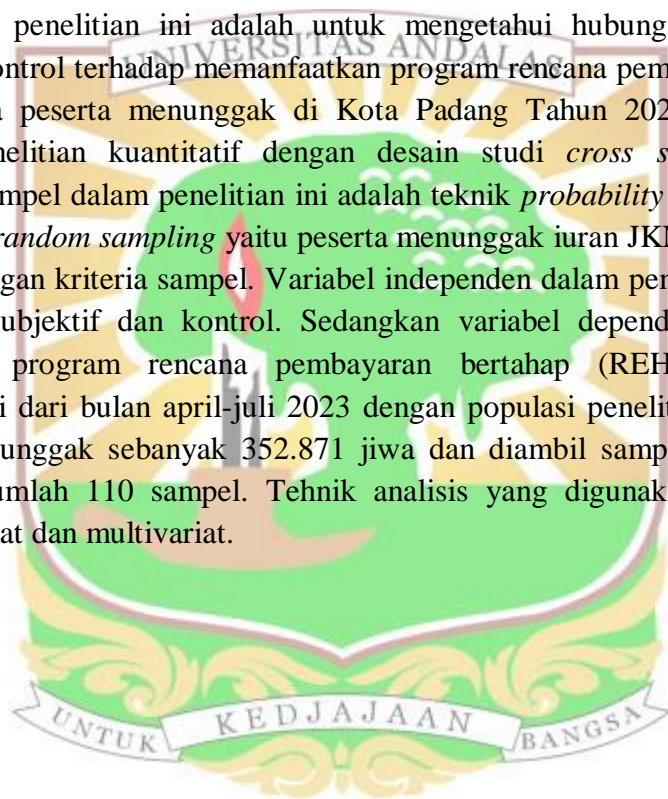 penelitian ini adalah untuk mengetahui hubung
UNIVERSITAS ANDALAS
ontrol terhadap memanfaatkan program rencana pem
a peserta menunggak di Kota Padang Tahun 202
nelitian kuantitatif dengan desain studi cross s
mpel dalam penelitian ini adalah teknik probability
random sampling yaitu peserta menunggak iuran JKN
gan kriteria sampel. Variabel independen dalam pen
ubjektif dan kontrol. Sedangkan variabel depend
program rencana pembayaran bertahap (REH
i dari bulan april-juli 2023 dengan populasi penelit
unggak sebanyak 352.871 jiwa dan diambil samp
umlah 110 sampel. Tehnik analisis yang digunak
at dan multivariat.
UNTUK KEDJAJAAN BANGSA